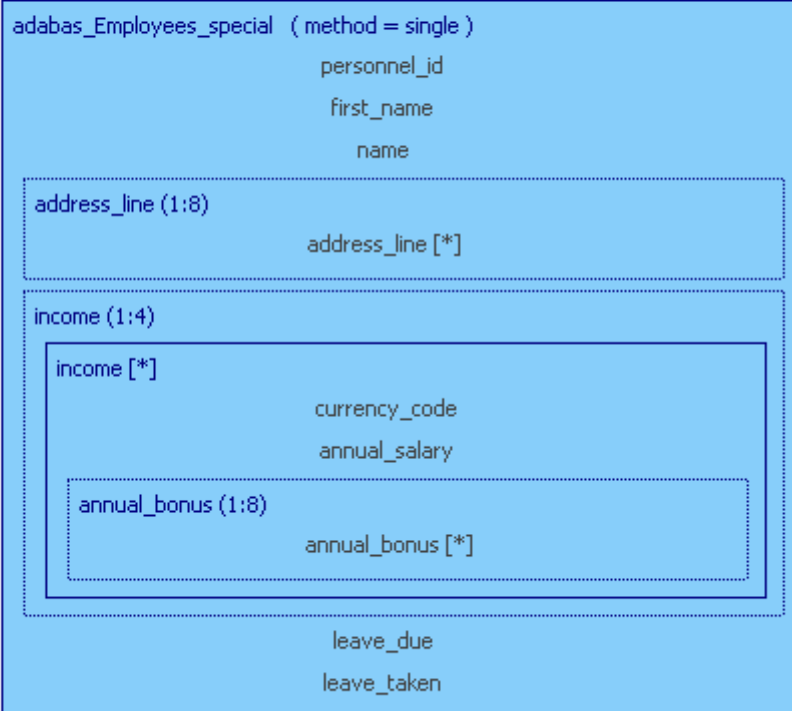 adabas_Employees_special ( method = single )
personnel_id
first_name
name
address_line (1:8)
address_line [*]
income (1:4)
income [*]
currency_code
annual_salary
annual_bonus (1:8)
annual_bonus [*]
leave_due
leave_taken